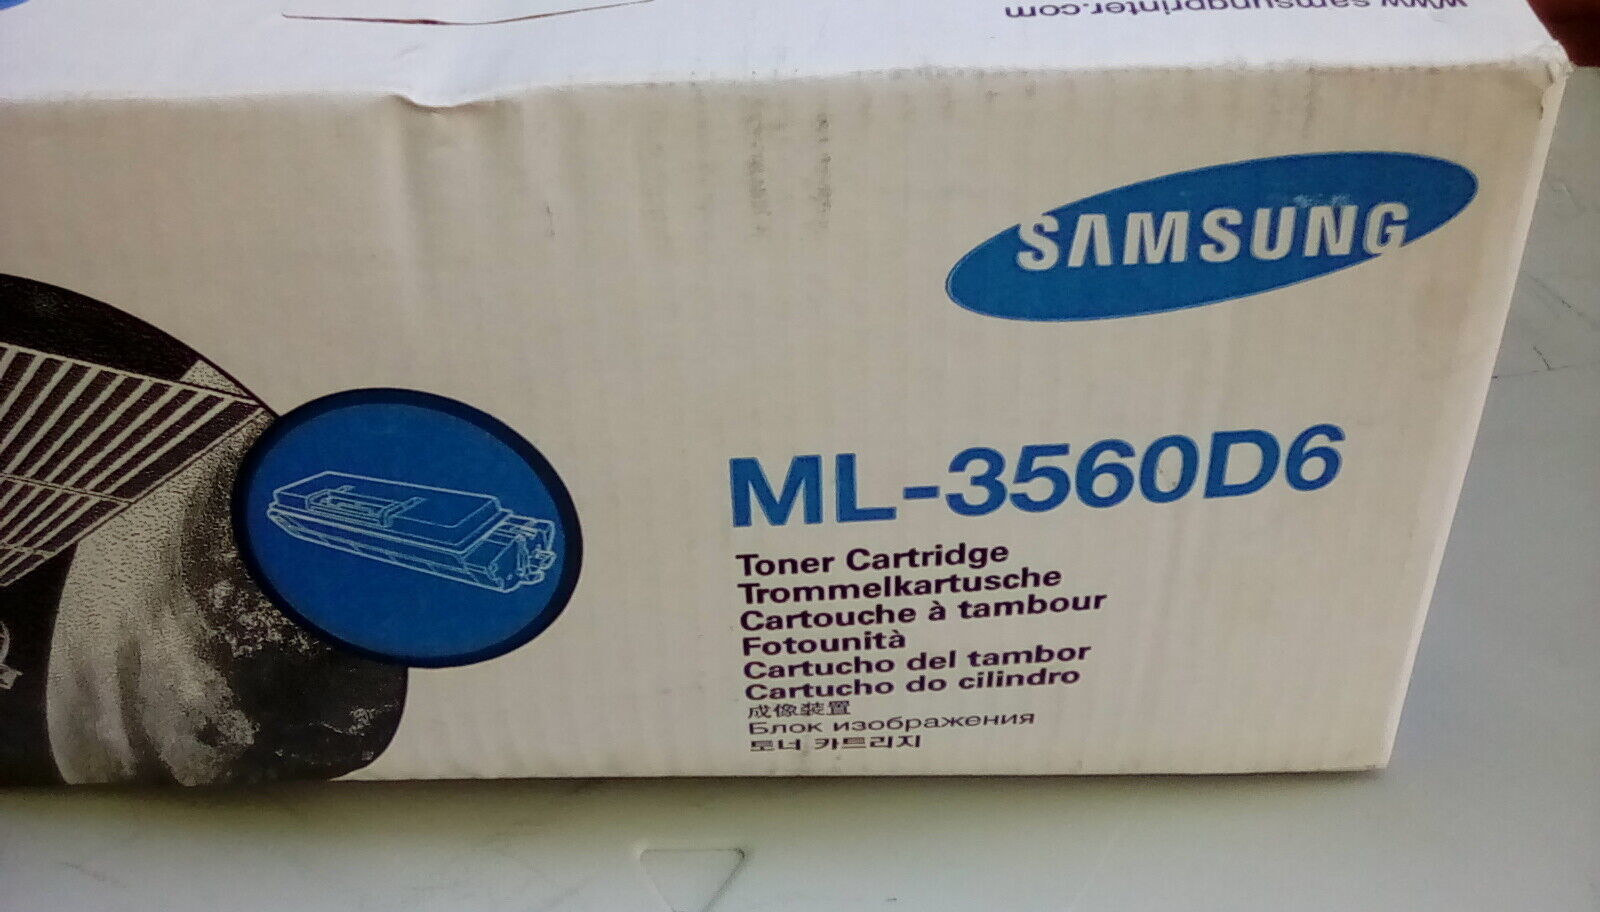 www.samsungprinter.com
SAMSUNG
ML-3560D6
Toner Cartridge
Trommelkartusche
Cartouche à tambour
Fotounità
Cartucho del tambor
Cartucho do cilindro
成像装置
Блок изображения
토너 카트리지